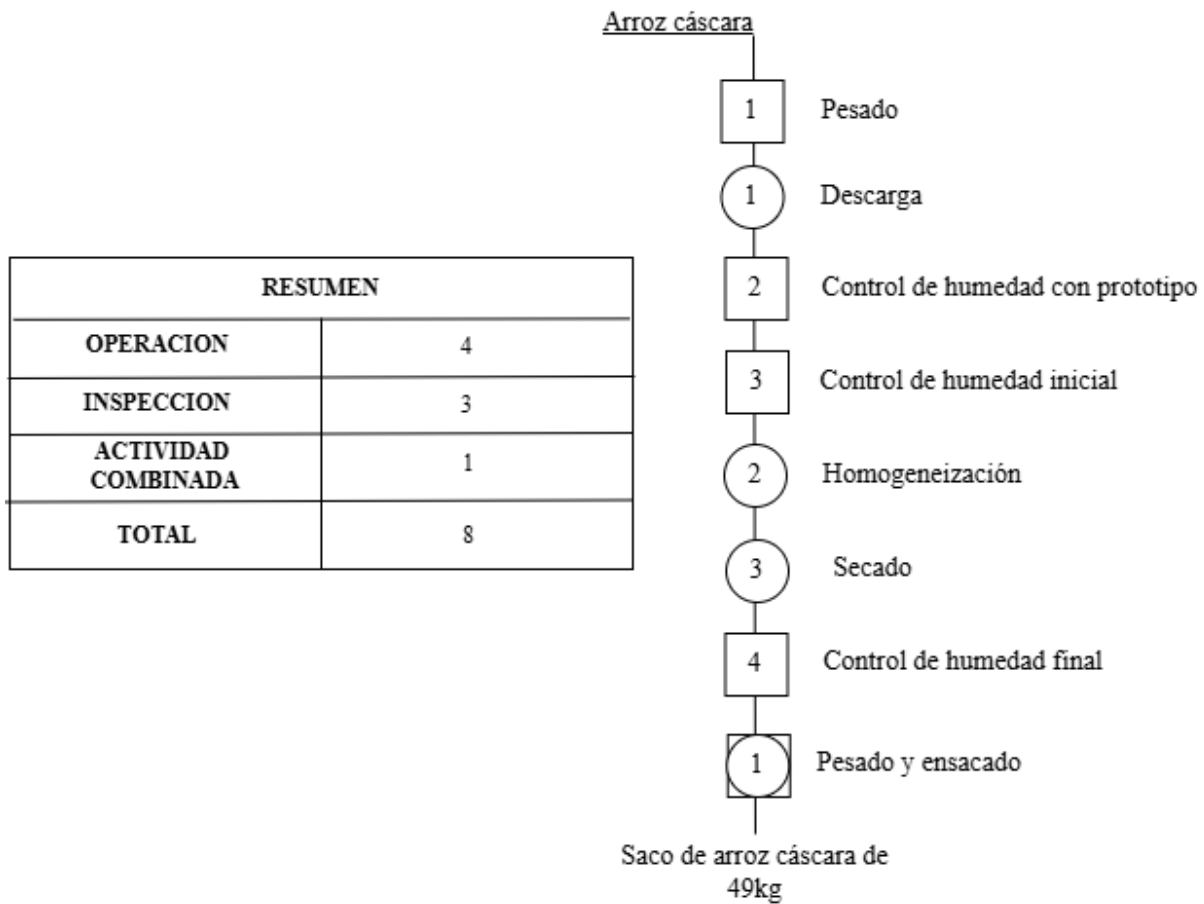 Arroz cáscara
1 Pesado
1 Descarga
2 Control de humedad con prototipo
3 Control de humedad inicial
2 Homogeneización
3 Secado
4 Control de humedad final
1 Pesado y ensacado
Saco de arroz cáscara de
49kg
RESUMEN
OPERACION 4
INSPECCION 3
ACTIVIDAD
COMBINADA 1
TOTAL 8